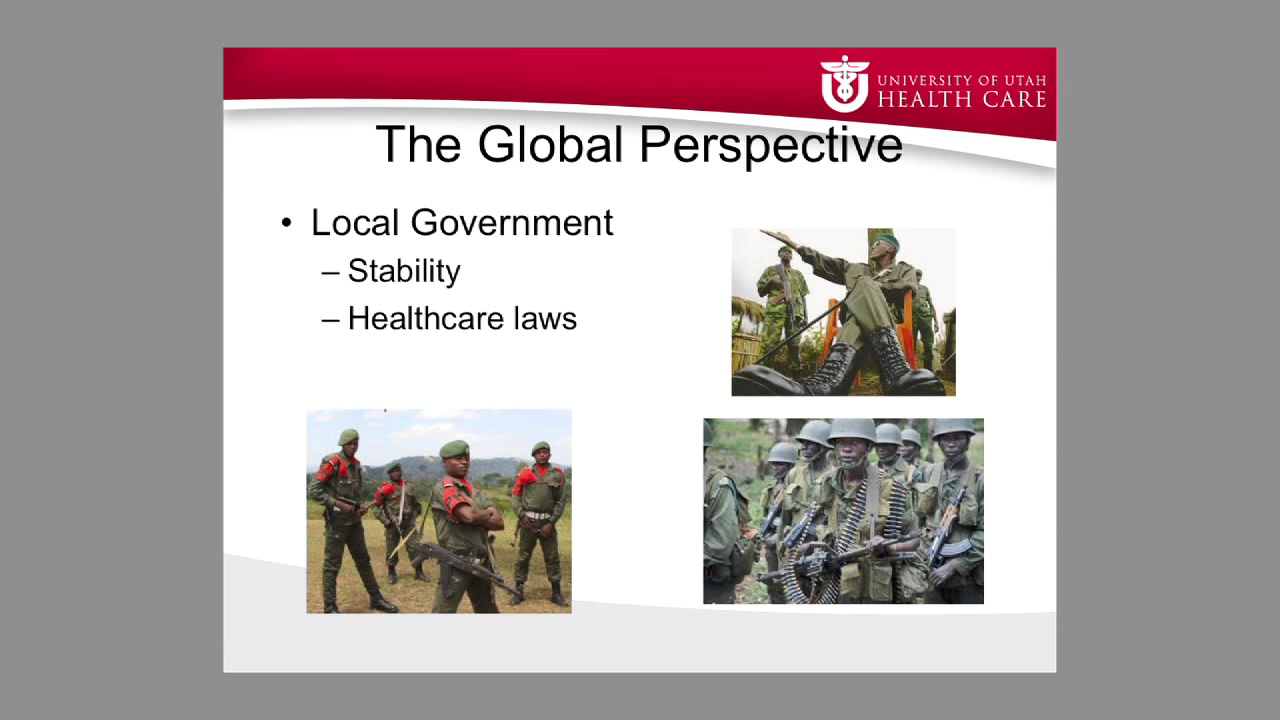 UNIVERSITY OF UTAH
HEALTH CARE
The Global Perspective
• Local Government
– Stability
– Healthcare laws